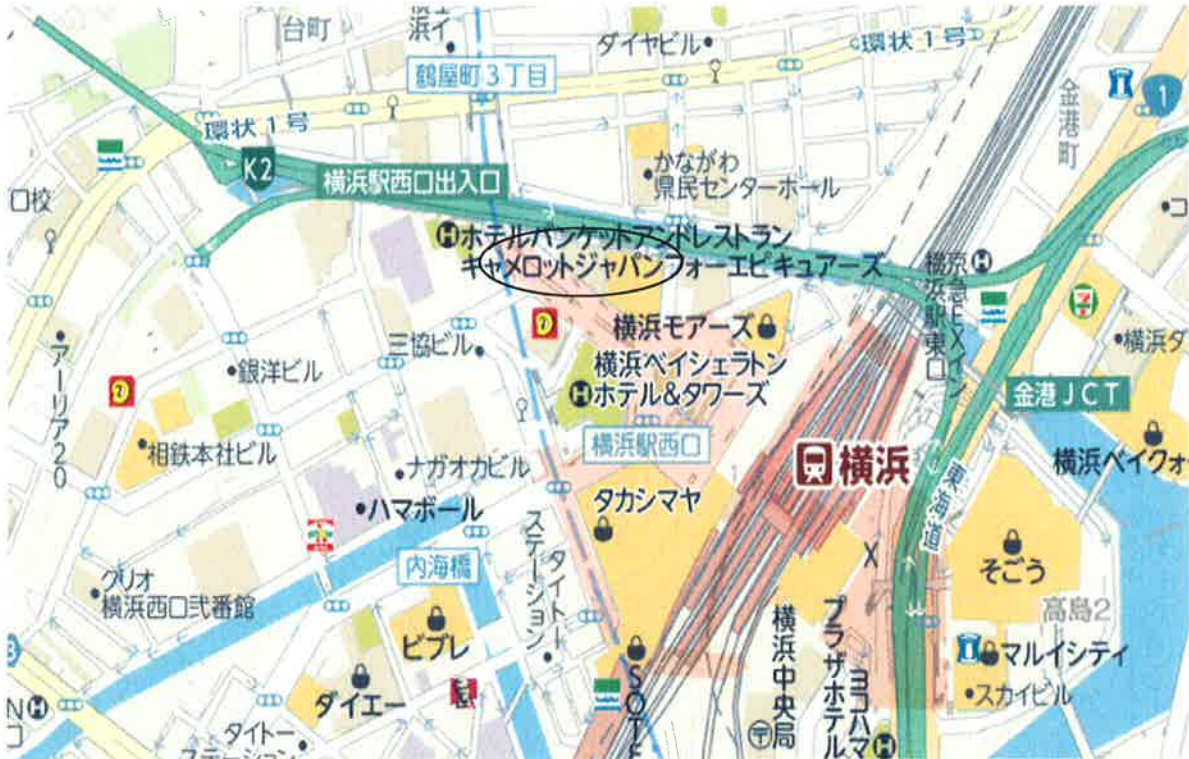 台町
ダイヤビル
環状1号
鶴屋町3丁目
金港町
1
環状1号
K2
横浜駅西口出入口
かながわ
県民センターホール
ホテルバンケットアンドレストラン
キャメロットジャパンフォーエピキュアーズ
京急EXイン
横浜駅東口
横浜モアーズ
三協ビル
横浜ベイシェラトン
ホテル&タワーズ
アーリア20
銀洋ビル
金港JCT
相鉄本社ビル
横浜駅西口
横浜
ナガオカビル
ハマボール
タカシマヤ
東海道
内海橋
タイトー
ステーション
そごう
クリオ
横浜西口弐番館
高島2
ビブレ
横浜中央局
プラザホテル
ヨコハマ
マルイシティ
スカイビル
ダイエー
タイトー
ステーション